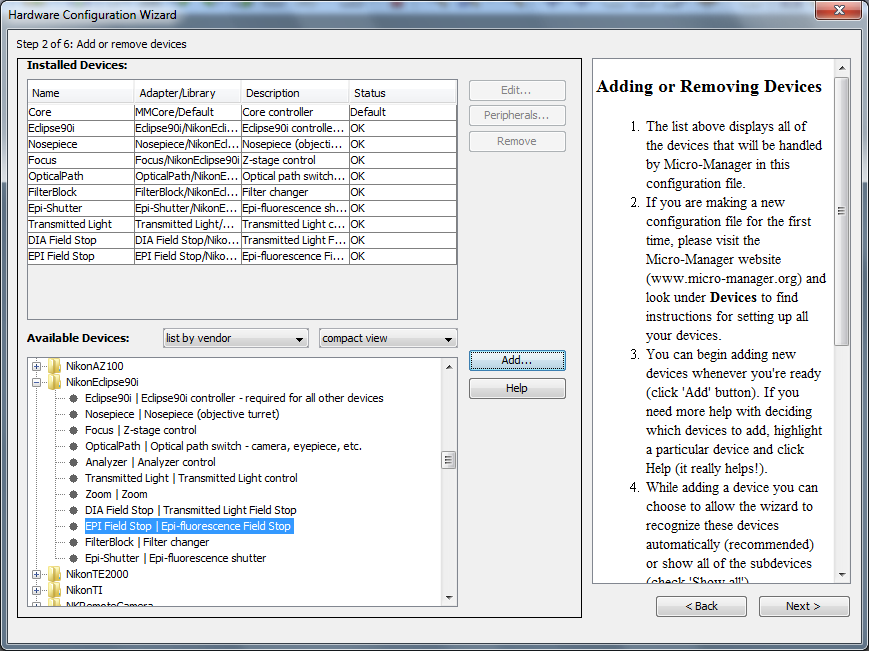 Hardware Configuration Wizard
Step 2 of 6: Add or remove devices
Installed Devices:
Name Adapter/Library Description Status
Core MMCore/Default Core controller Default
Eclipse90i Eclipse90i/NikonEcli... Eclipse90i controlle... OK
Nosepiece Nosepiece/NikonEcl... Nosepiece (objecti... OK
Focus Focus/NikonEclipse90i Z-stage control OK
OpticalPath OpticalPath/NikonE... Optical path switch... OK
FilterBlock FilterBlock/NikonEcl... Filter changer OK
Epi-Shutter Epi-Shutter/NikonE... Epi-fluorescence sh... OK
Transmitted Light Transmitted Light/... Transmitted Light c... OK
DIA Field Stop DIA Field Stop/Niko... Transmitted Light F... OK
EPI Field Stop EPI Field Stop/Niko... Epi-fluorescence Fi... OK
Edit...
Peripherals...
Remove
Available Devices: list by vendor compact view
NikonAZ100
NikonEclipse90i
Eclipse90i | Eclipse90i controller - required for all other devices
Nosepiece | Nosepiece (objective turret)
Focus | Z-stage control
OpticalPath | Optical path switch - camera, eyepiece, etc.
Analyzer | Analyzer control
Transmitted Light | Transmitted Light control
Zoom | Zoom
DIA Field Stop | Transmitted Light Field Stop
EPI Field Stop | Epi-fluorescence Field Stop
FilterBlock | Filter changer
Epi-Shutter | Epi-fluorescence shutter
NikonTE2000
NikonTI
NKRemoteCamera
Add...
Help
Adding or Removing Devices
1. The list above displays all of
the devices that will be handled
by Micro-Manager in this
configuration file.
2. If you are making a new
configuration file for the first
time, please visit the
Micro-Manager website
(www.micro-manager.org) and
look under Devices to find
instructions for setting up all
your devices.
3. You can begin adding new
devices whenever you're ready
(click 'Add' button). If you
need more help with deciding
which devices to add, highlight
a particular device and click
Help (it really helps!).
4. While adding a device you can
choose to allow the wizard to
recognize these devices
automatically (recommended)
or show all of the subdevices
(check 'Show all')
< Back
Next >